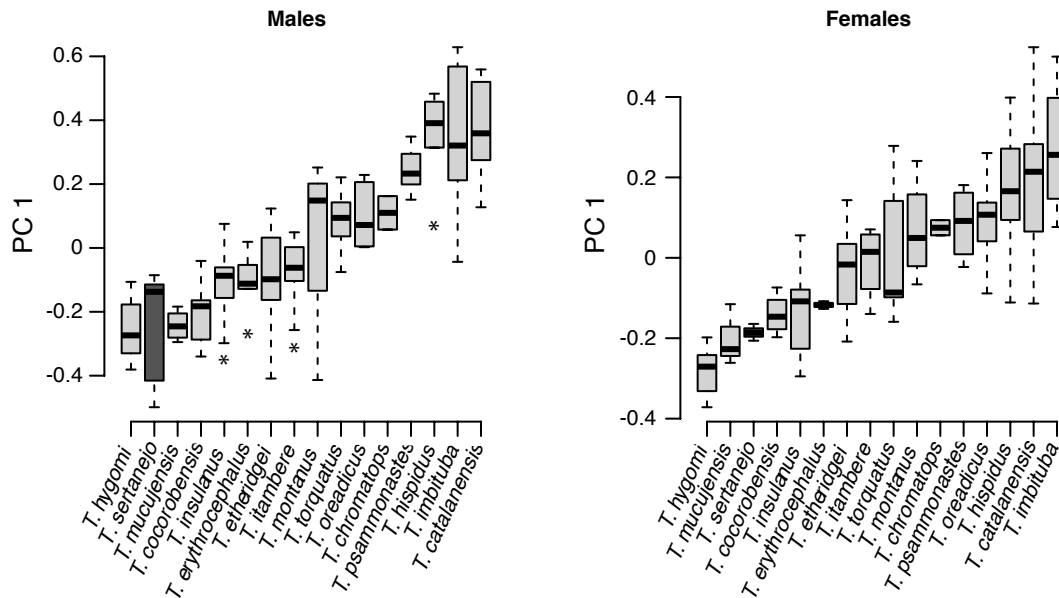 Males
PC 1
0.6
0.4
0.2
0
-0.2
-0.4
*
*
*
*
T. hygomi
T. sertanejo
T. mucujensis
T. cocorobensis
T. insulanus
T. erythrocephalus
T. etheridgei
T. itambere
T. montanus
T. torquatus
T. oreadicus
T. chromatops
T. psammonastes
T. hispidus
T. imbituba
T. catalanensis
Females
PC 1
0.4
0.2
0
-0.2
-0.4
T. hygomi
T. mucujensis
T. sertanejo
T. cocorobensis
T. insulanus
T. erythrocephalus
T. etheridgei
T. itambere
T. torquatus
T. montanus
T. chromatops
T. psammonastes
T. oreadicus
T. hispidus
T. catalanensis
T. imbituba